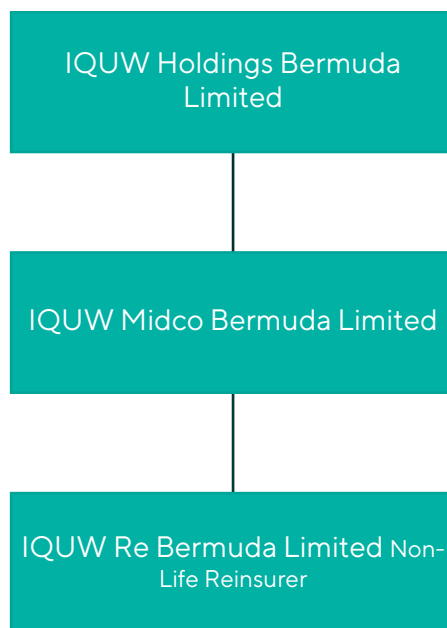 IQUW Holdings Bermuda
Limited
IQUW Midco Bermuda Limited
IQUW Re Bermuda Limited Non-
Life Reinsurer